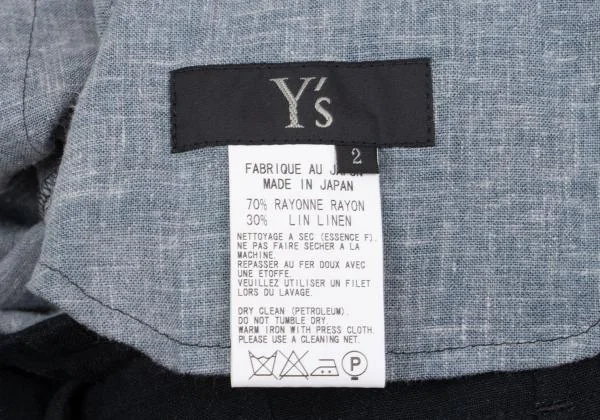 Y's
2
FABRIQUE AU JAPON
MADE IN JAPAN
70% RAYONNE RAYON
30% LIN LINEN
NETTOYAGE A SEC (ESSENCE F).
NE PAS FAIRE SECHER A LA
MACHINE.
REPASSER AU FER DOUX AVEC
UNE ETOFFE.
VEUILLEZ UTILISER UN FILET
LORS DU LAVAGE.
DRY CLEAN (PETROLEUM).
DO NOT TUMBLE DRY.
WARM IRON WITH PRESS CLOTH.
PLEASE USE A CLEANING NET.
P